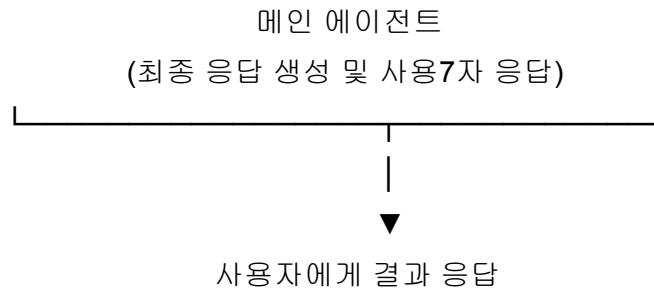 메인 에이전트
(최종 응답 생성 및 사용7자 응답)
사용자에게 결과 응답